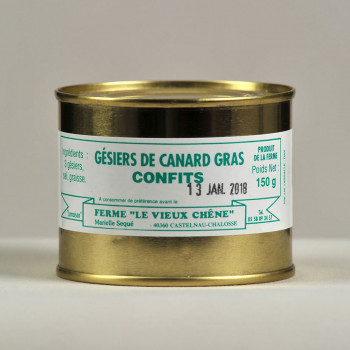 GÉSIERS DE CANARD GRAS
CONFITS
13 JAN. 2018
Ingrédients :
gésiers,
sel, graisse.
PRODUIT
DE LA FERME
Poids Net :
150 g
A consommer de préférence avant le
FERME "LE VIEUX CHÊNE"
Marielle Sequé
40360 CASTELNAU-CHALOSSE
Tél.